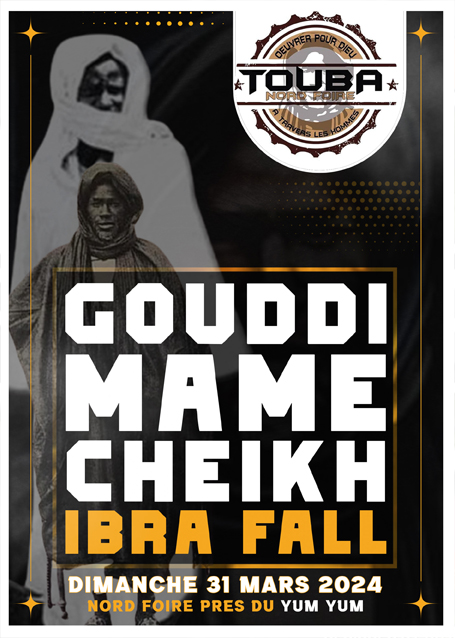 OEUVRER POUR DIEU
TOUBA
NORD FOIRE
A TRAVERS LES HOMMES
GOUDDI
MAME
CHEIKH
IBRA FALL
DIMANCHE 31 MARS 2024
NORD FOIRE PRES DU YUM YUM